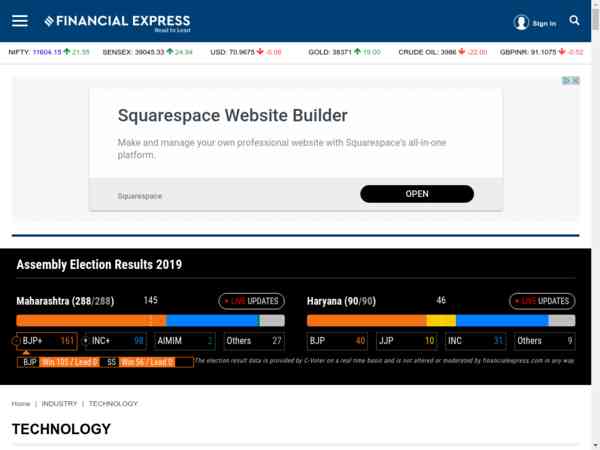 FINANCIAL EXPRESS
Read to Lead
Sign in
NIFTY: 11604.15 21.55 SENSEX: 39045.33 24.94 USD: 70.9675 -0.08 GOLD: 38371 19.00 CRUDE OIL: 3986 -22.00 GBPINR: 91.1075 -0.52
Squarespace Website Builder
Make and manage your own professional website with Squarespace's all-in-one
platform.
Squarespace OPEN
Assembly Election Results 2019
Maharashtra (288/288) 145 LIVE UPDATES Haryana (90/90) 46 LIVE UPDATES
BJP+ 161 INC+ 98 AIMIM 2 Others 27 BJP 40 JJP 10 INC 31 Others 9
BJP Win 105 / Lead 0 SS Win 56 / Lead 0 The election result data is provided by C-Voter on a real time basis and is not altered or moderated by financialexpress.com in any way.
Home | INDUSTRY | TECHNOLOGY
TECHNOLOGY